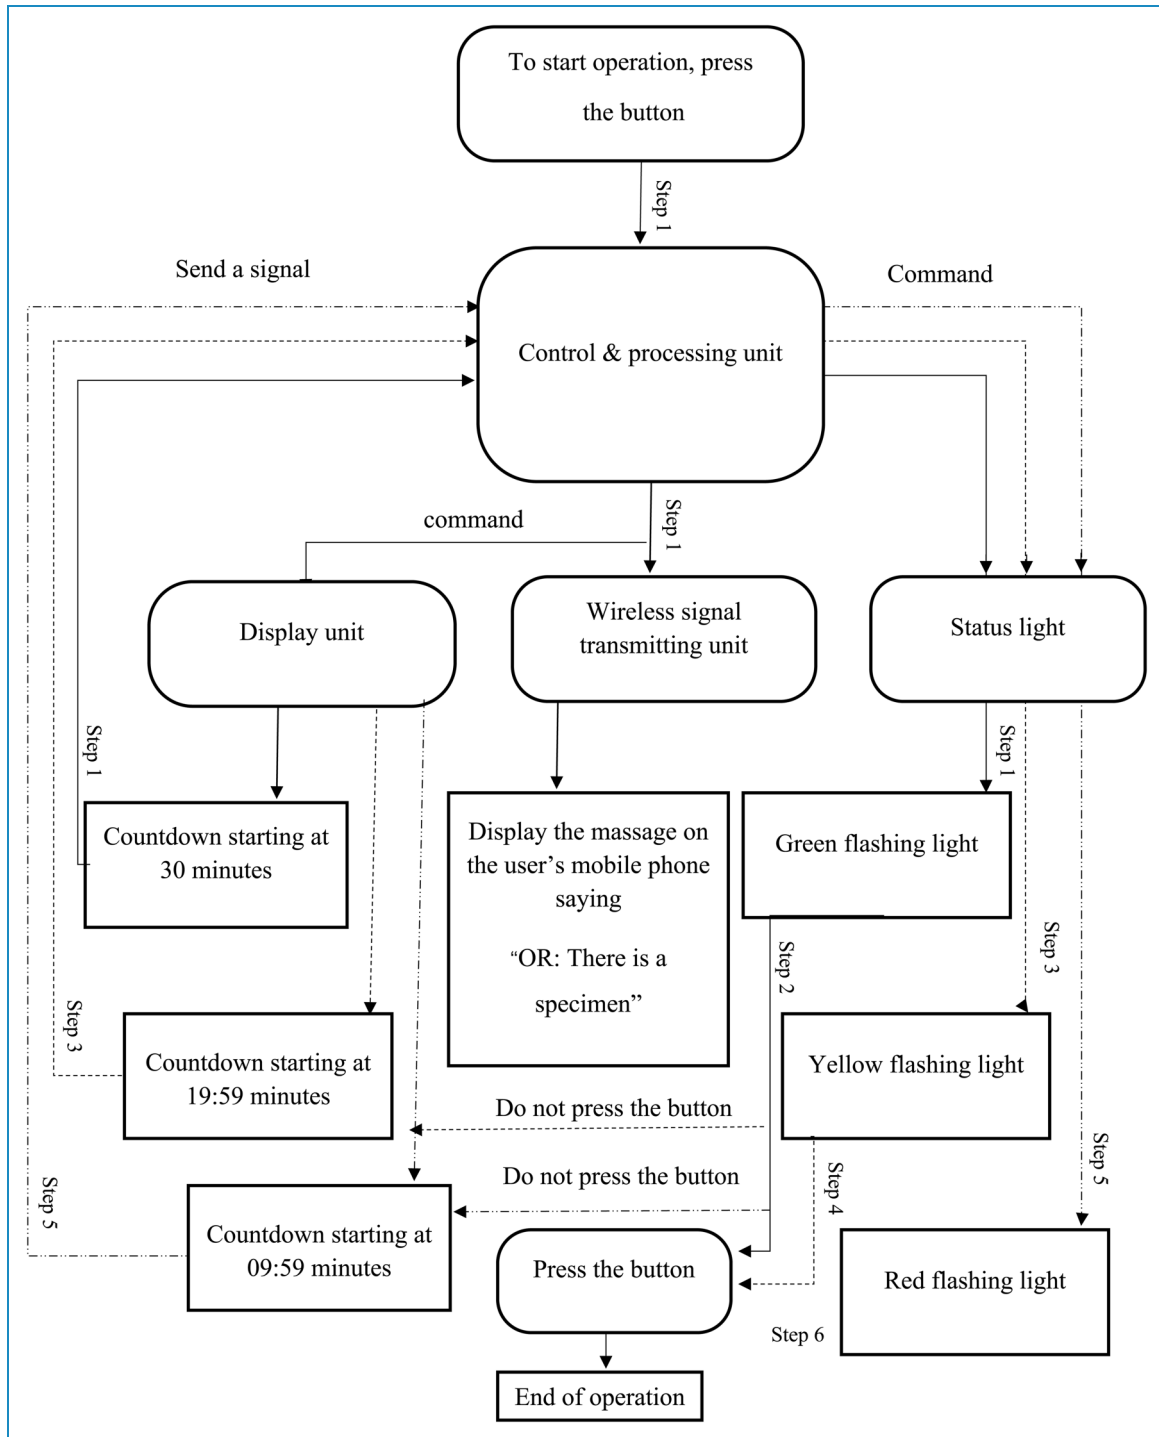 To start operation, press
the button
Step 1
Send a signal
Command
Control & processing unit
command
Step 1
Display unit
Wireless signal
transmitting unit
Status light
Step 1
Step 1
Countdown starting at
30 minutes
Display the massage on
the user’s mobile phone
saying
“OR: There is a
specimen”
Green flashing light
Step 2
Step 3
Step 3
Countdown starting at
19:59 minutes
Yellow flashing light
Do not press the button
Do not press the button
Step 4
Step 5
Step 5
Countdown starting at
09:59 minutes
Press the button
Red flashing light
Step 6
End of operation